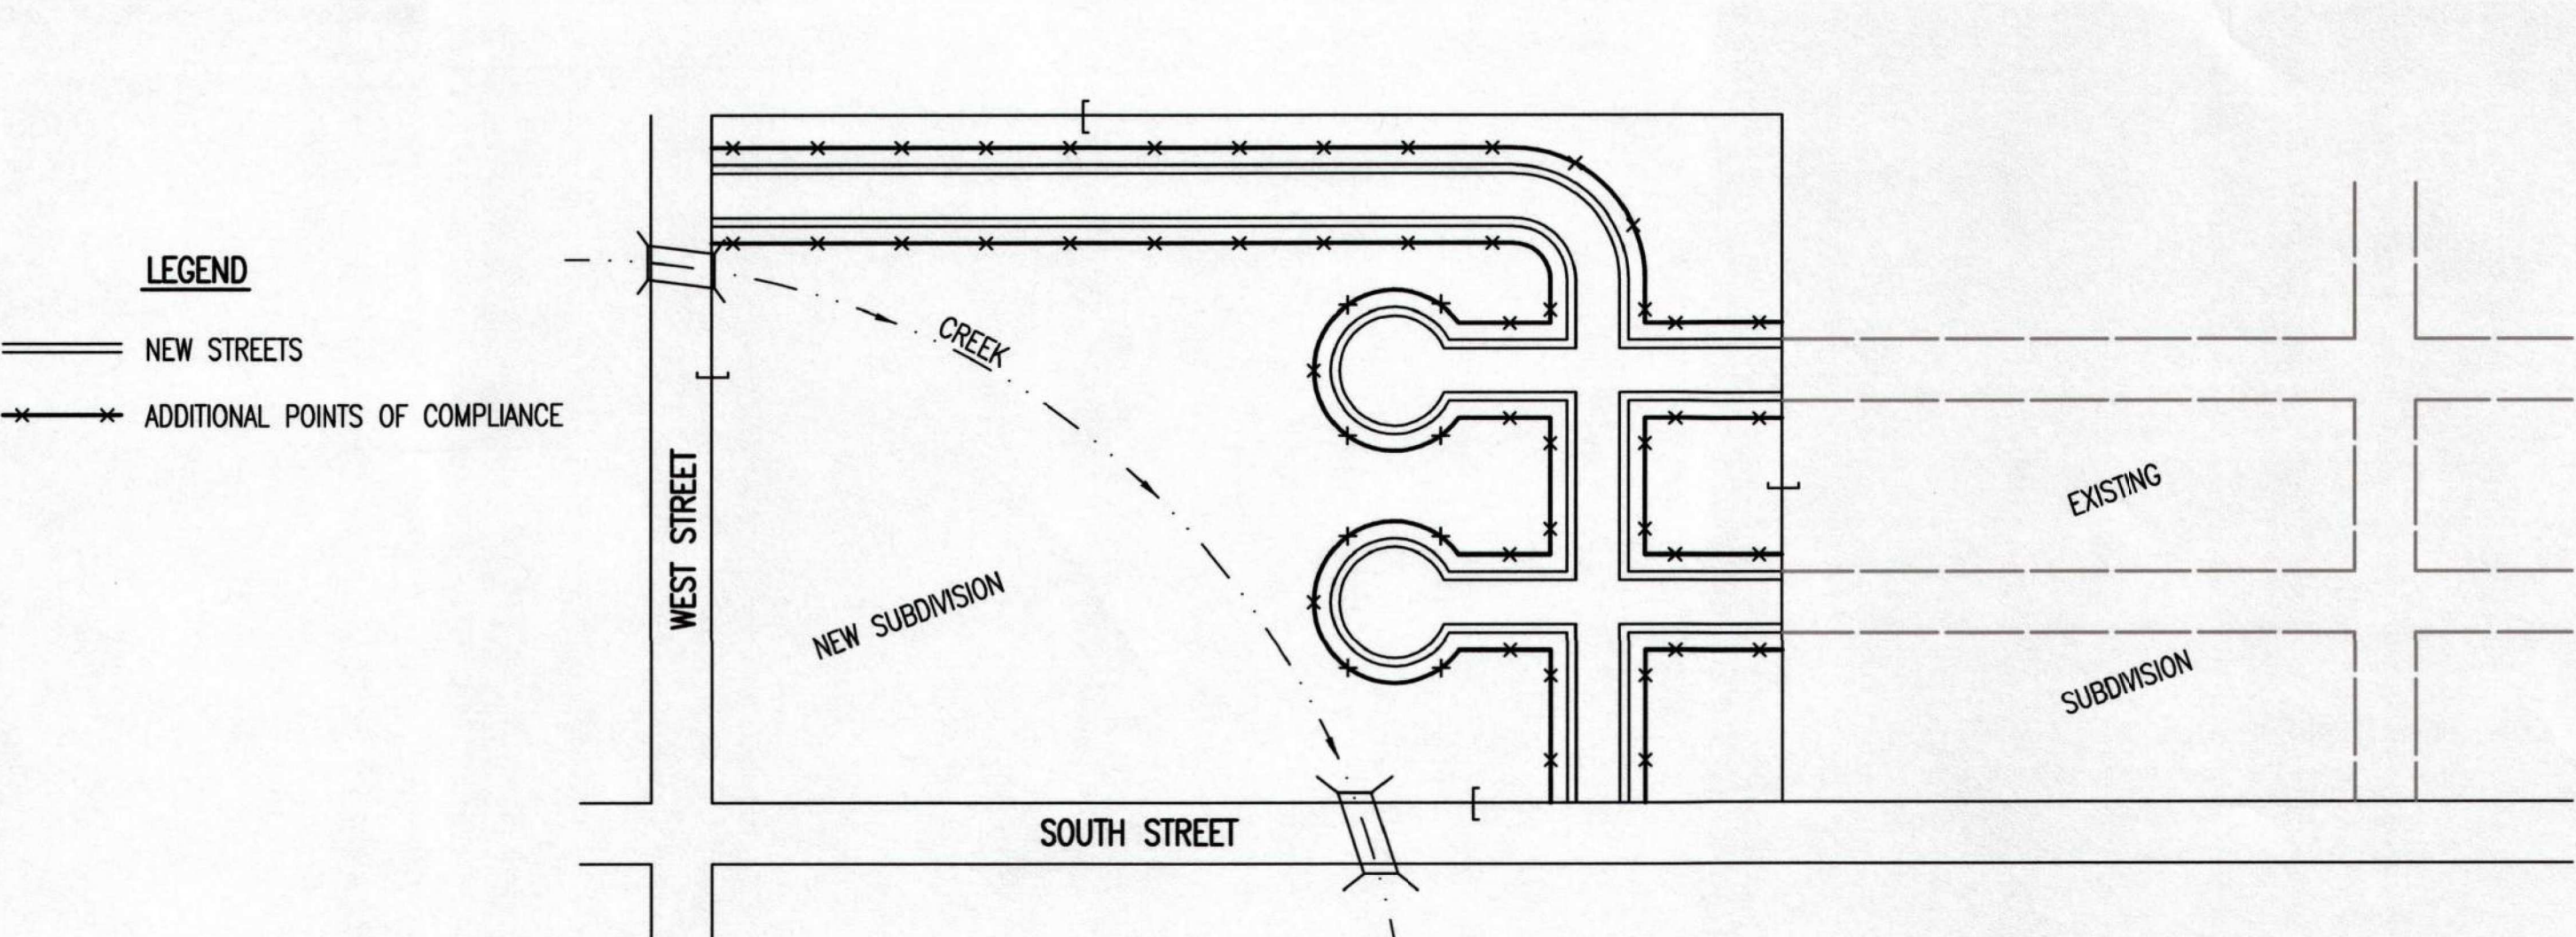 LEGEND
NEW STREETS
ADDITIONAL POINTS OF COMPLIANCE
WEST STREET
CREEK
NEW SUBDIVISION
SOUTH STREET
EXISTING
SUBDIVISION